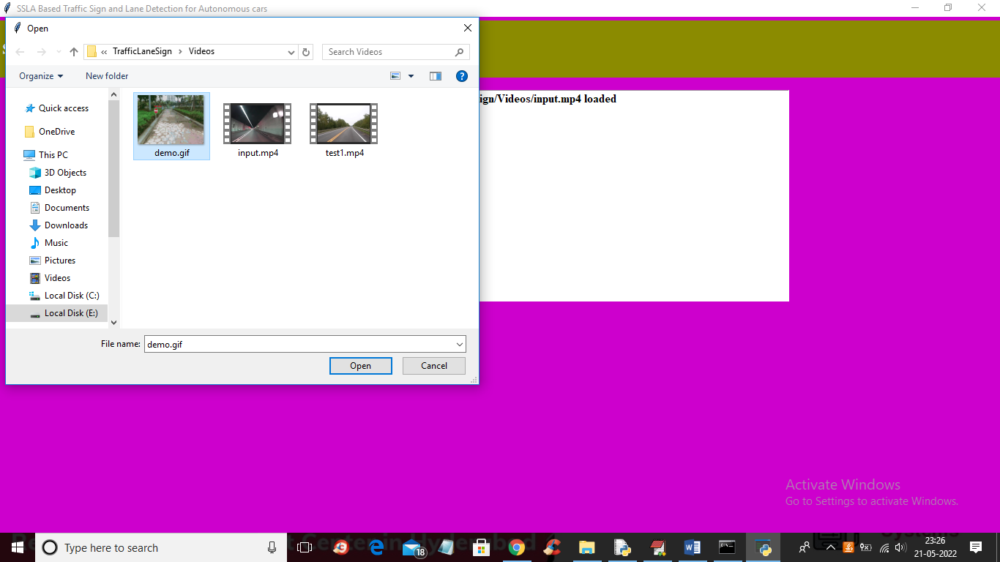 SSLA Based Traffic Sign and Lane Detection for Autonomous cars
Open
« TrafficLaneSign › Videos
Search Videos
Organize
New folder
ign/Videos/input.mp4 loaded
Quick access
OneDrive
This PC
3D Objects
Desktop
Documents
Downloads
Music
Pictures
Videos
Local Disk (C:)
Local Disk (E:)
demo.gif
input.mp4
test1.mp4
File name: demo.gif
Open
Cancel
Activate Windows
Go to Settings to activate Windows.
Type here to search
18
23:26
21-05-2022